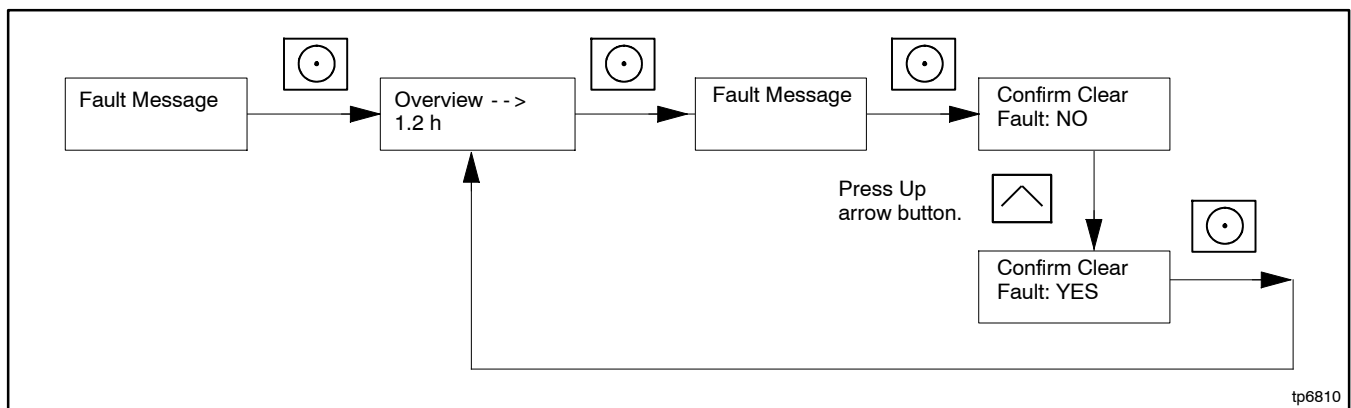 Fault Message
Overview - - >
1.2 h
Fault Message
Confirm Clear
Fault: NO
Press Up
arrow button.
Confirm Clear
Fault: YES
tp6810